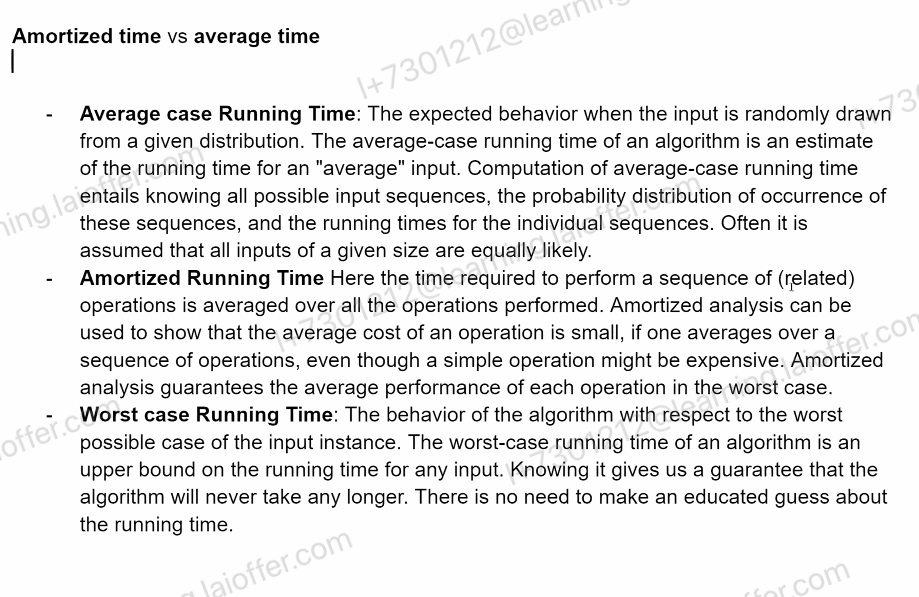 Amortized time vs average time
- Average case Running Time: The expected behavior when the input is randomly drawn
from a given distribution. The average-case running time of an algorithm is an estimate
of the running time for an "average" input. Computation of average-case running time
entails knowing all possible input sequences, the probability distribution of occurrence of
these sequences, and the running times for the individual sequences. Often it is
assumed that all inputs of a given size are equally likely.
- Amortized Running Time Here the time required to perform a sequence of (related)
operations is averaged over all the operations performed. Amortized analysis can be
used to show that the average cost of an operation is small, if one averages over a
sequence of operations, even though a simple operation might be expensive. Amortized
analysis guarantees the average performance of each operation in the worst case.
- Worst case Running Time: The behavior of the algorithm with respect to the worst
possible case of the input instance. The worst-case running time of an algorithm is an
upper bound on the running time for any input. Knowing it gives us a guarantee that the
algorithm will never take any longer. There is no need to make an educated guess about
the running time.